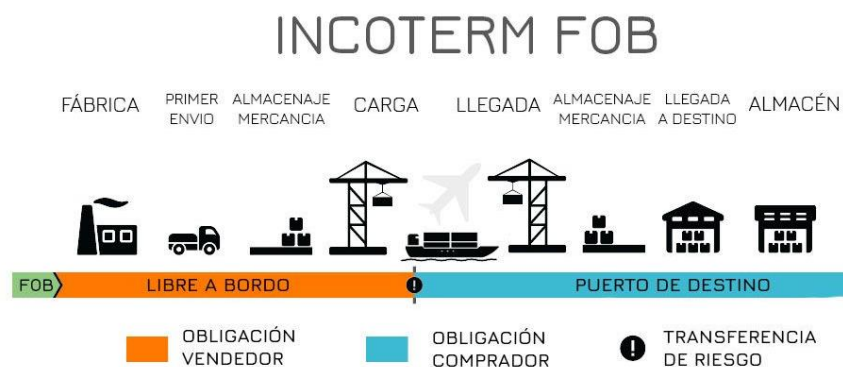 INCOTERM FOB
FÁBRICA
PRIMER
ENVIO
ALMACENAJE
MERCANCIA
CARGA
LLEGADA
ALMACENAJE
MERCANCIA
LLEGADA
A DESTINO
ALMACÉN
FOB
LIBRE A BORDO
PUERTO DE DESTINO
OBLIGACIÓN
VENDEDOR
OBLIGACIÓN
COMPRADOR
TRANSFERENCIA
DE RIESGO